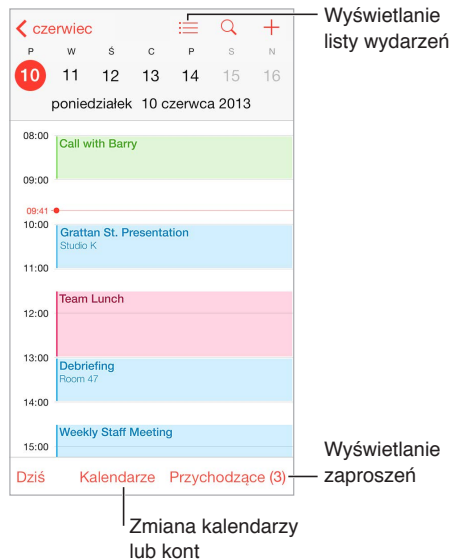 czerwiec
Wyświetlanie
listy wydarzeń
P W Ś C P S N
10 11 12 13 14 15 16
poniedziałek 10 czerwca 2013
08:00
Call with Barry
09:00
09:41
10:00
Grattan St. Presentation
Studio K
11:00
Team Lunch
12:00
13:00
Debriefing
Room 47
14:00
Weekly Staff Meeting
15:00
Dziś Kalendarze Przychodzące (3)
Wyświetlanie
zaproszeń
Zmiana kalendarzy
lub kont